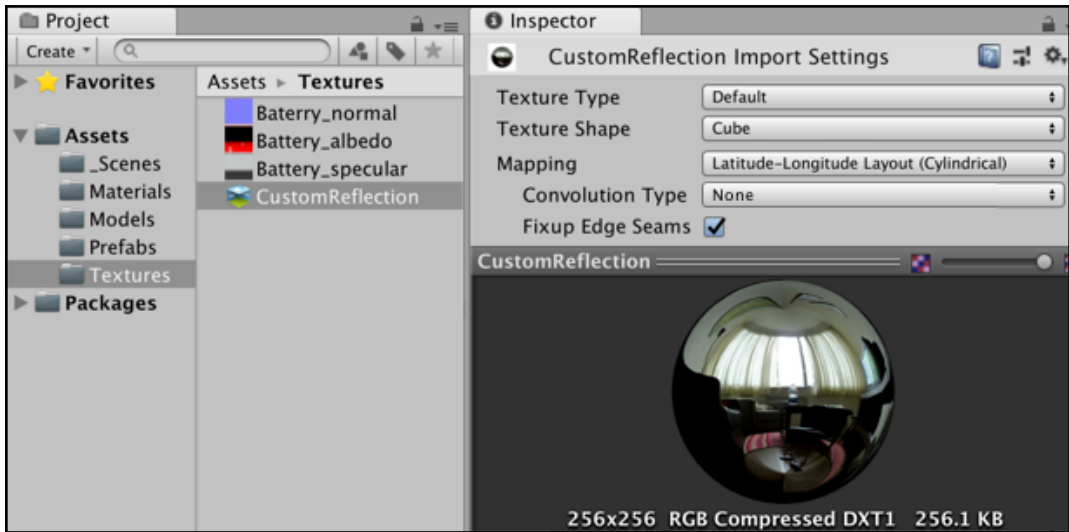 Project
Create
Favorites
Assets
_Scenes
Materials
Models
Prefabs
Textures
Packages
Assets ▸ Textures
Baterry_normal
Battery_albedo
Battery_specular
CustomReflection
Inspector
CustomReflection Import Settings
Texture Type Default
Texture Shape Cube
Mapping Latitude-Longitude Layout (Cylindrical)
Convolution Type None
Fixup Edge Seams
CustomReflection
256x256 RGB Compressed DXT1 256.1 KB